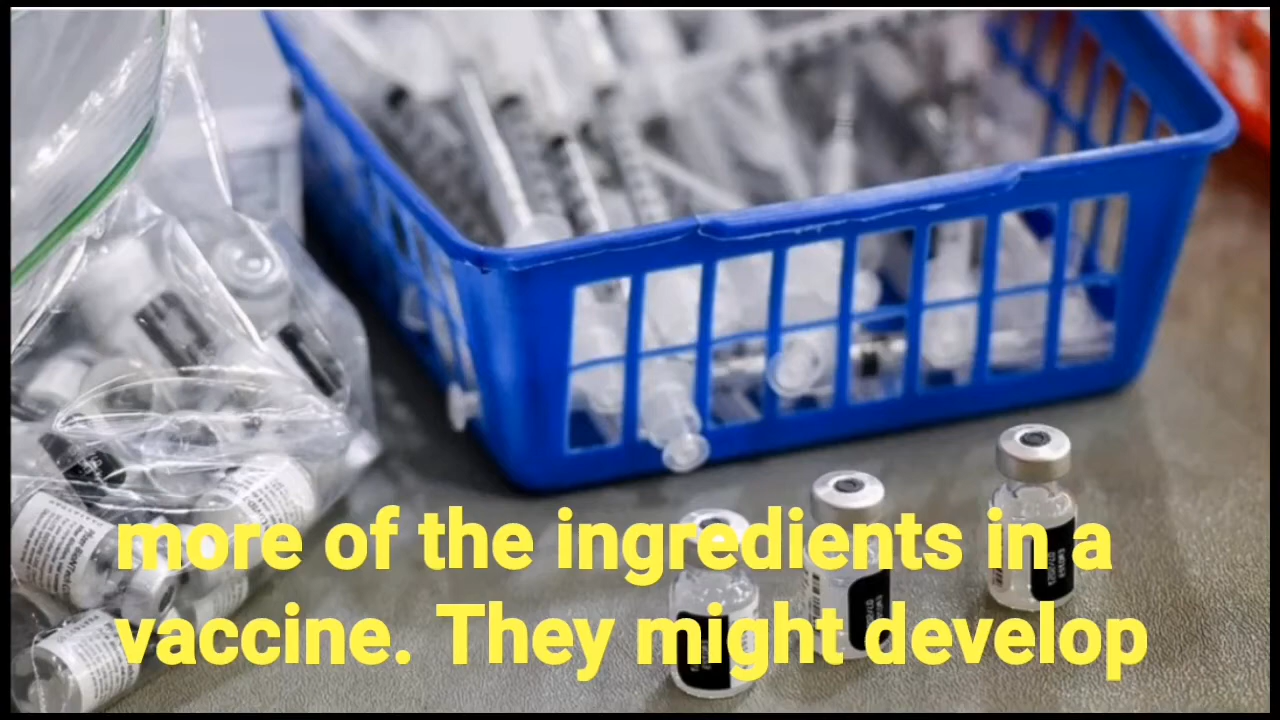 more of the ingredients in a
vaccine. They might develop